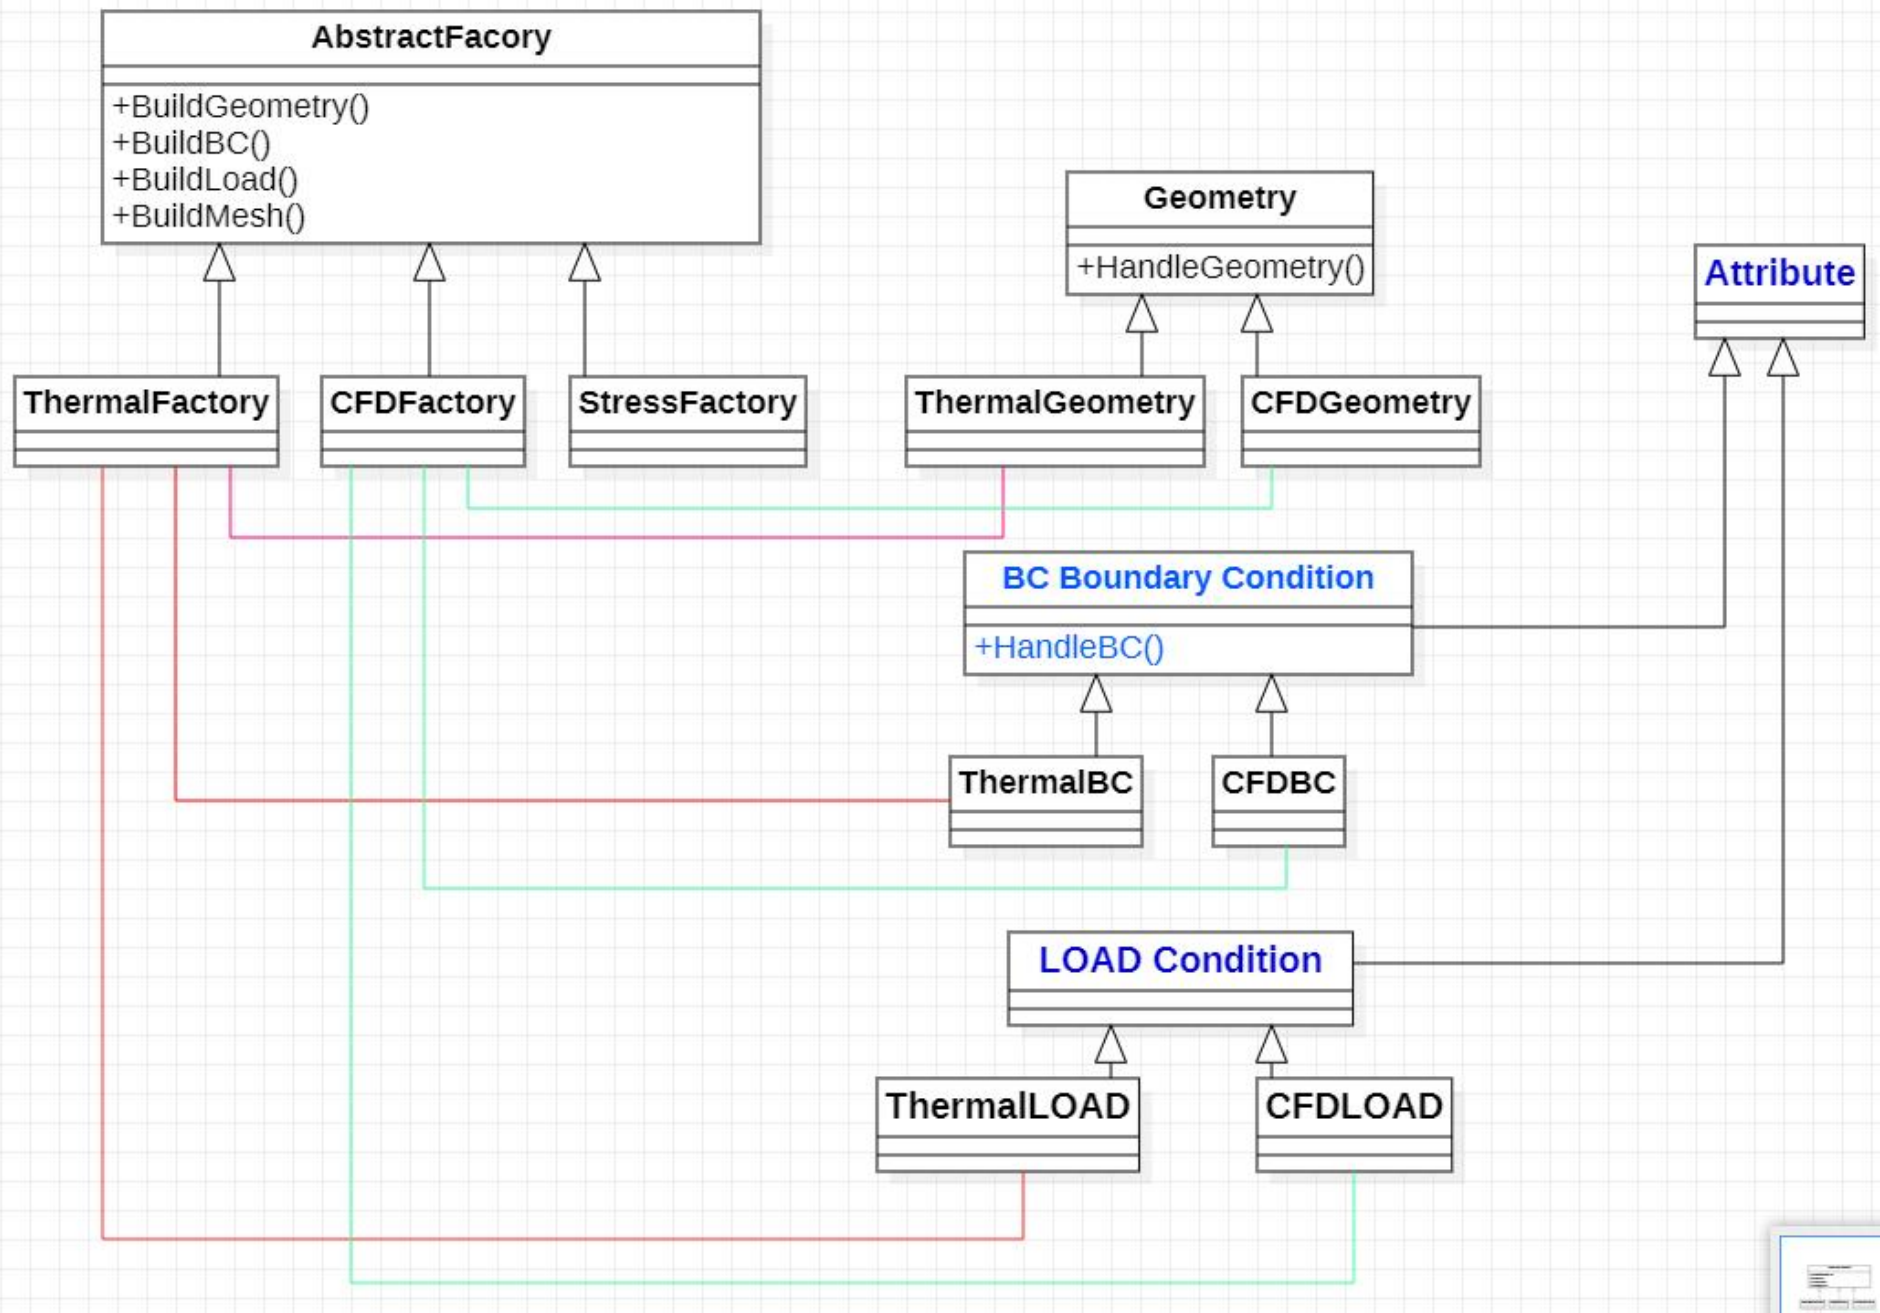 AbstractFacory
+BuildGeometry()
+BuildBC()
+BuildLoad()
+BuildMesh()
Geometry
+HandleGeometry()
Attribute
ThermalFactory
CFDFactory
StressFactory
ThermalGeometry
CFDGeometry
BC Boundary Condition
+HandleBC()
ThermalBC
CFDBC
LOAD Condition
ThermalLOAD
CFDLOAD